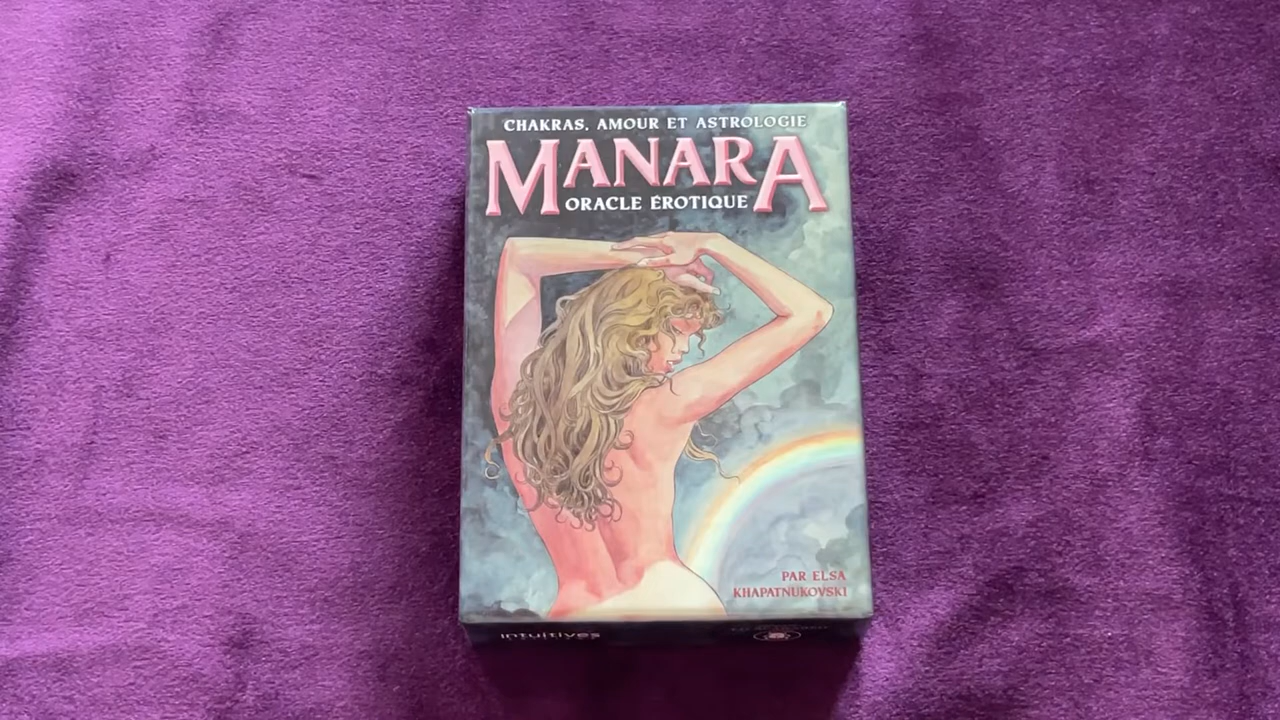 CHAKRAS, AMOUR ET ASTROLOGIE
MANARA
ORACLE ÉROTIQUE
PAR ELSA
KHAPATNUKOVSKI
intuitives